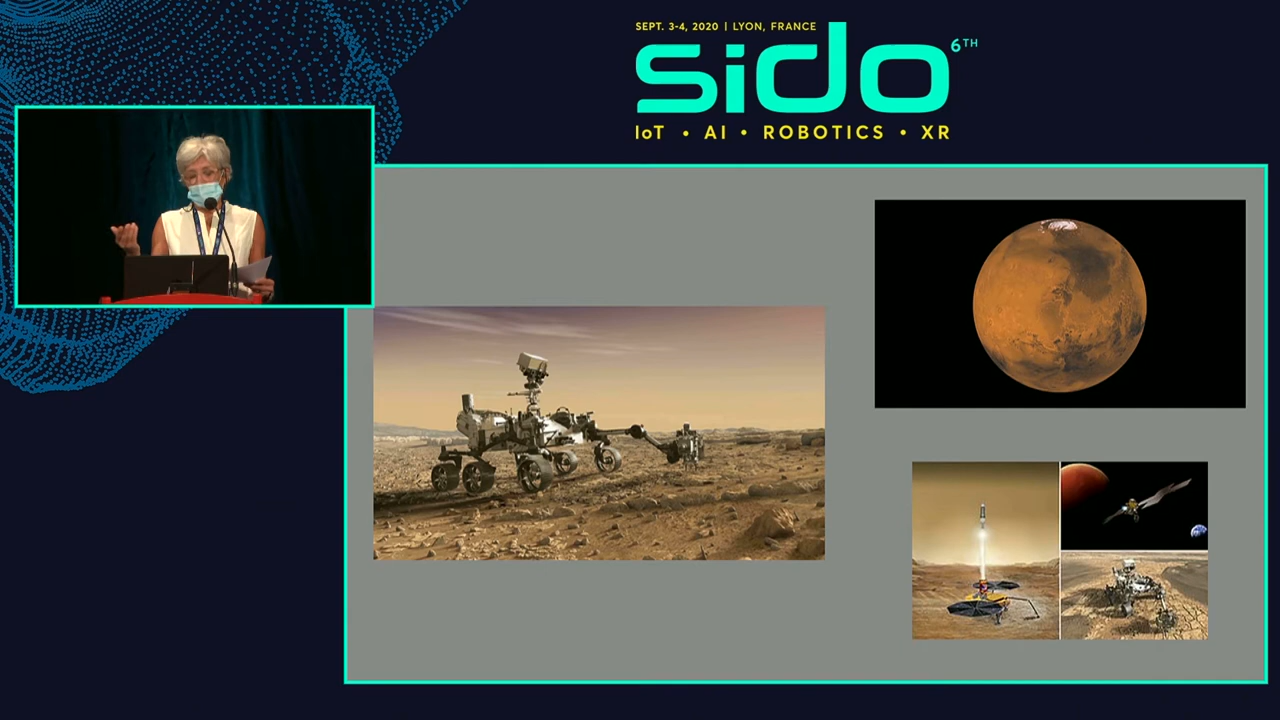 SEPT. 3-4, 2020 | LYON, FRANCE
sido 6TH
IoT • AI • ROBOTICS • XR